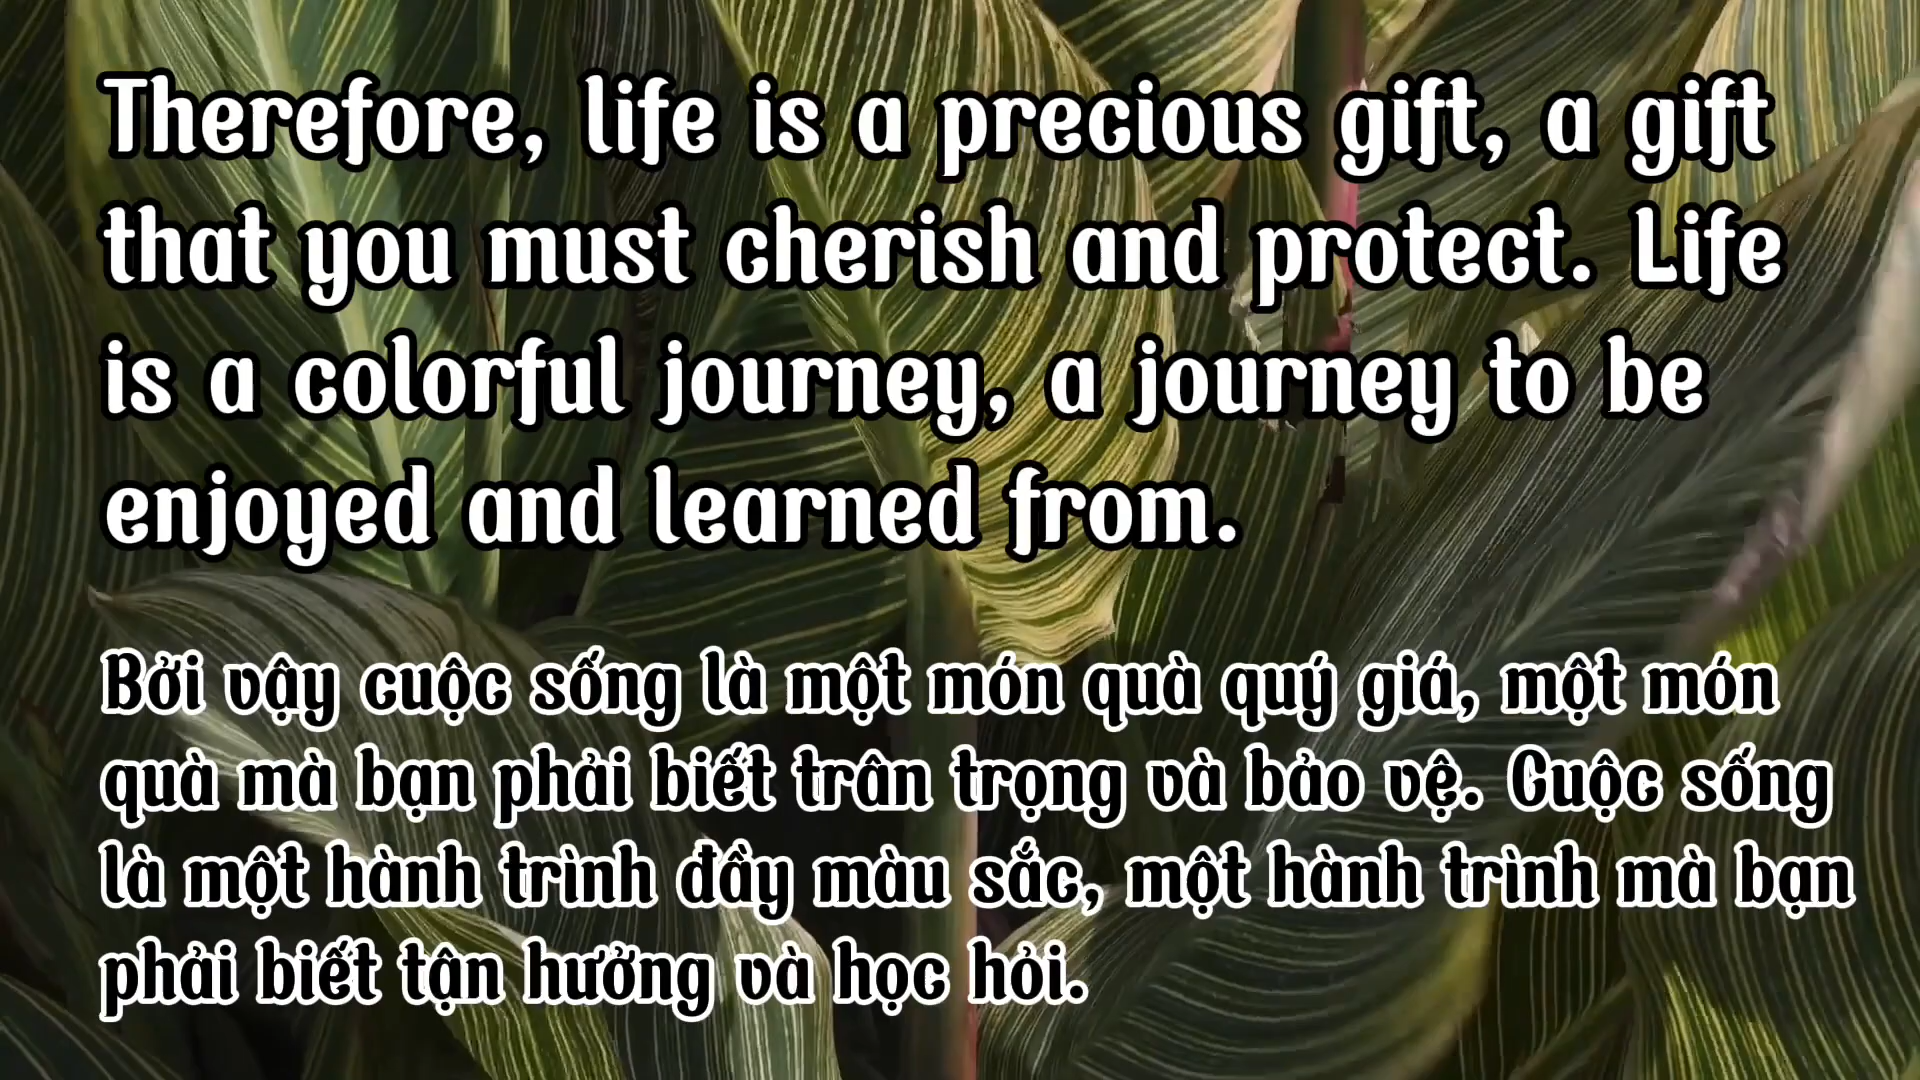 Therefore, life is a precious gift, a gift
that you must cherish and protect. Life
is a colorful journey, a journey to be
enjoyed and learned from.
Bởi vậy cuộc sống là một món quà quý giá, một món
quà mà bạn phải biết trân trọng và bảo vệ. Cuộc sống
là một hành trình đầy màu sắc, một hành trình mà bạn
phải biết tận hưởng và học hỏi.